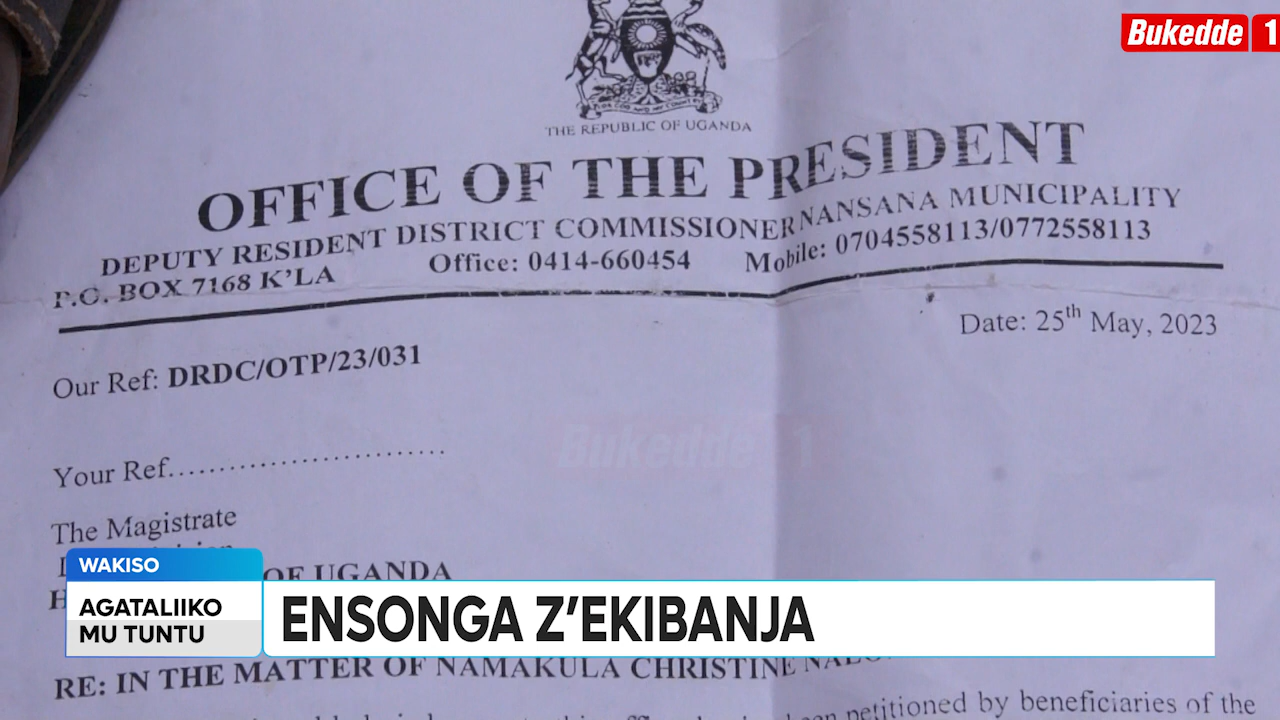 Bukedde 1
THE REPUBLIC OF UGANDA
OFFICE OF THE PRESIDENT
DEPUTY RESIDENT DISTRICT COMMISSIONER NANSANA MUNICIPALITY
P.O. BOX 7168 K'LA Office: 0414-660454 Mobile: 0704558113/0772558113
Date: 25th May, 2023
Our Ref: DRDC/OTP/23/031
Bukedde 1
Your Ref..............................
The Magistrate
OF UGANDA
WAKISO
AGATALIIKO
MU TUNTU
ENSONGA Z'EKIBANJA
RE: IN THE MATTER OF NAMAKULA CHRISTINE
petitioned by beneficiaries of the